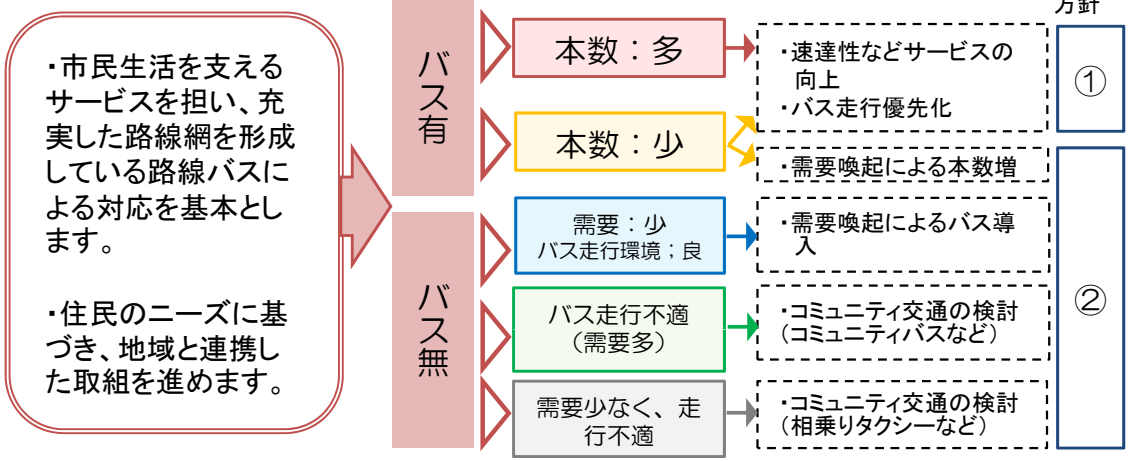 方針
・市民生活を支える
サービスを担い、充
実した路線網を形成
している路線バスに
よる対応を基本とし
ます。
・住民のニーズに基
づき、地域と連携し
た取組を進めます。
バス有
本数：多
・速達性などサービスの
向上
・バス走行優先化
①
本数：少
・需要喚起による本数増
バス無
需要：少
バス走行環境；良
・需要喚起によるバス導
入
バス走行不適
（需要多）
・コミュニティ交通の検討
（コミュニティバスなど）
②
需要少なく、走
行不適
・コミュニティ交通の検討
（相乗りタクシーなど）